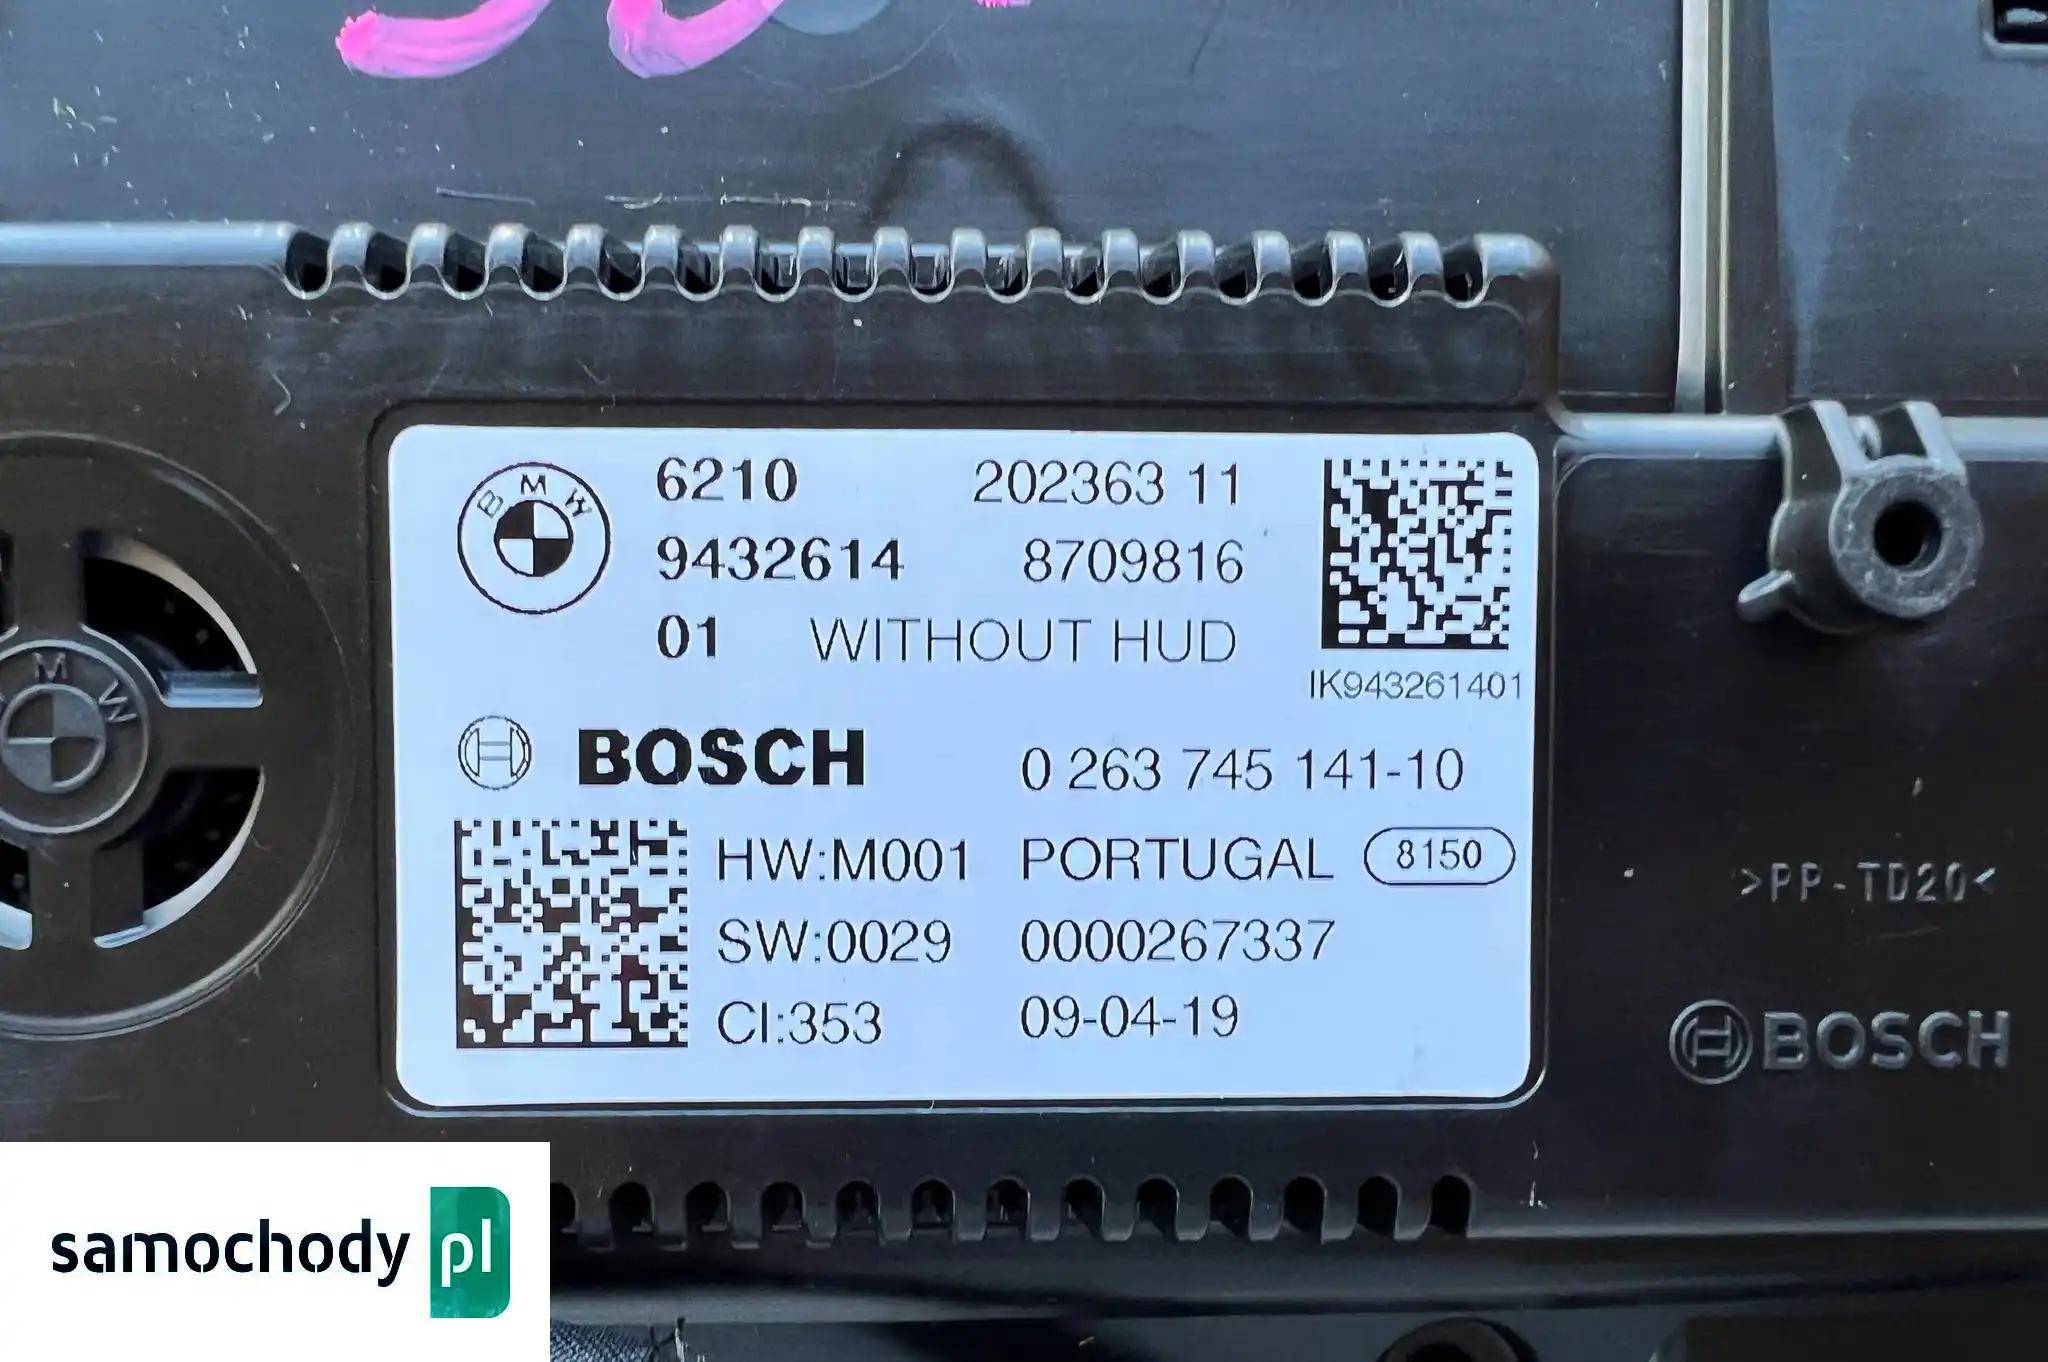 BMW
6210 202363 11
9432614 8709816
01 WITHOUT HUD
IK943261401
BOSCH 0 263 745 141-10
HW:M001 PORTUGAL 8150
SW:0029 0000267337
CI:353 09-04-19
MW
>PP-TD20<
BOSCH
samochody pl